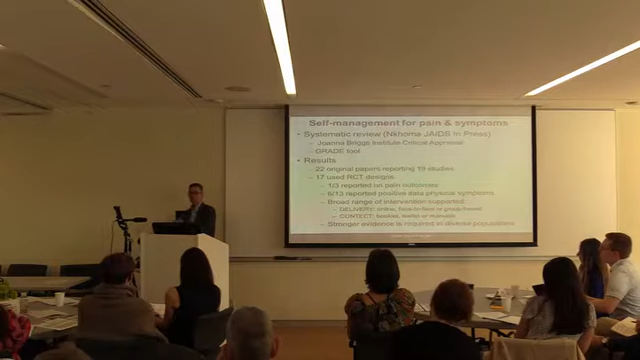 Self-management for pain & symptoms
• Systematic review (Nkhoma JAIDS In Press)
– Joanna Briggs Institute Critical Appraisal
– GRADE tool
• Results
– 22 original papers reporting 19 studies
– 17 used RCT designs
– 1/3 reported on pain outcomes
– 6/13 reported positive data physical symptoms
– Broad range of intervention supported
– DELIVERY: online, face-to-face or group-based
– CONTECT: booklet, leaflet or manuals
– Stronger evidence is required in diverse populations